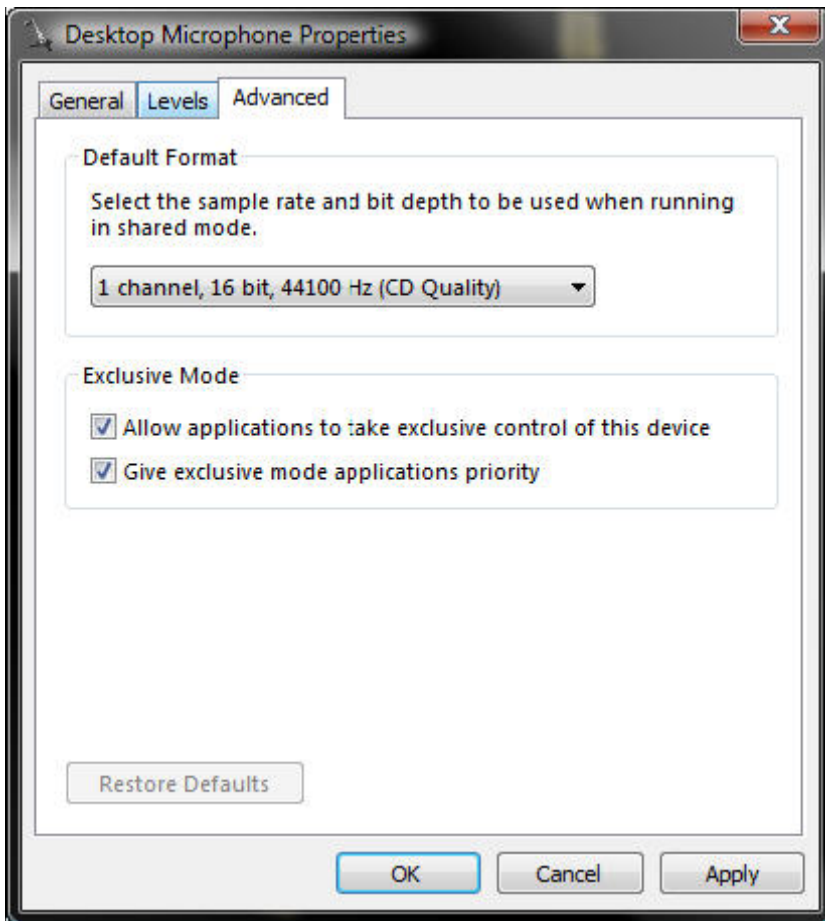 Desktop Microphone Properties
General Levels Advanced
Default Format
Select the sample rate and bit depth to be used when running
in shared mode.
1 channel, 16 bit, 44100 Hz (CD Quality)
Exclusive Mode
Allow applications to take exclusive control of this device
Give exclusive mode applications priority
Restore Defaults
OK Cancel Apply